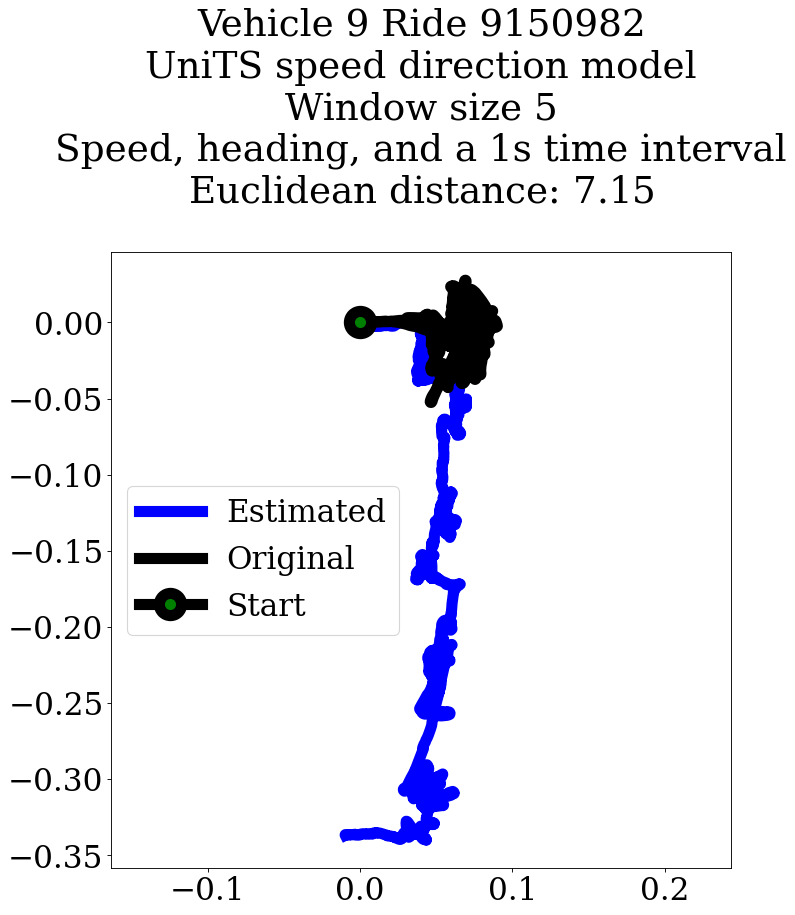 Vehicle 9 Ride 9150982
UniTS speed direction model
Window size 5
Speed, heading, and a 1s time interval
Euclidean distance: 7.15
0.00
−0.05
−0.10
−0.15
−0.20
−0.25
−0.30
−0.35
Estimated
Original
Start
−0.1
0.0
0.1
0.2